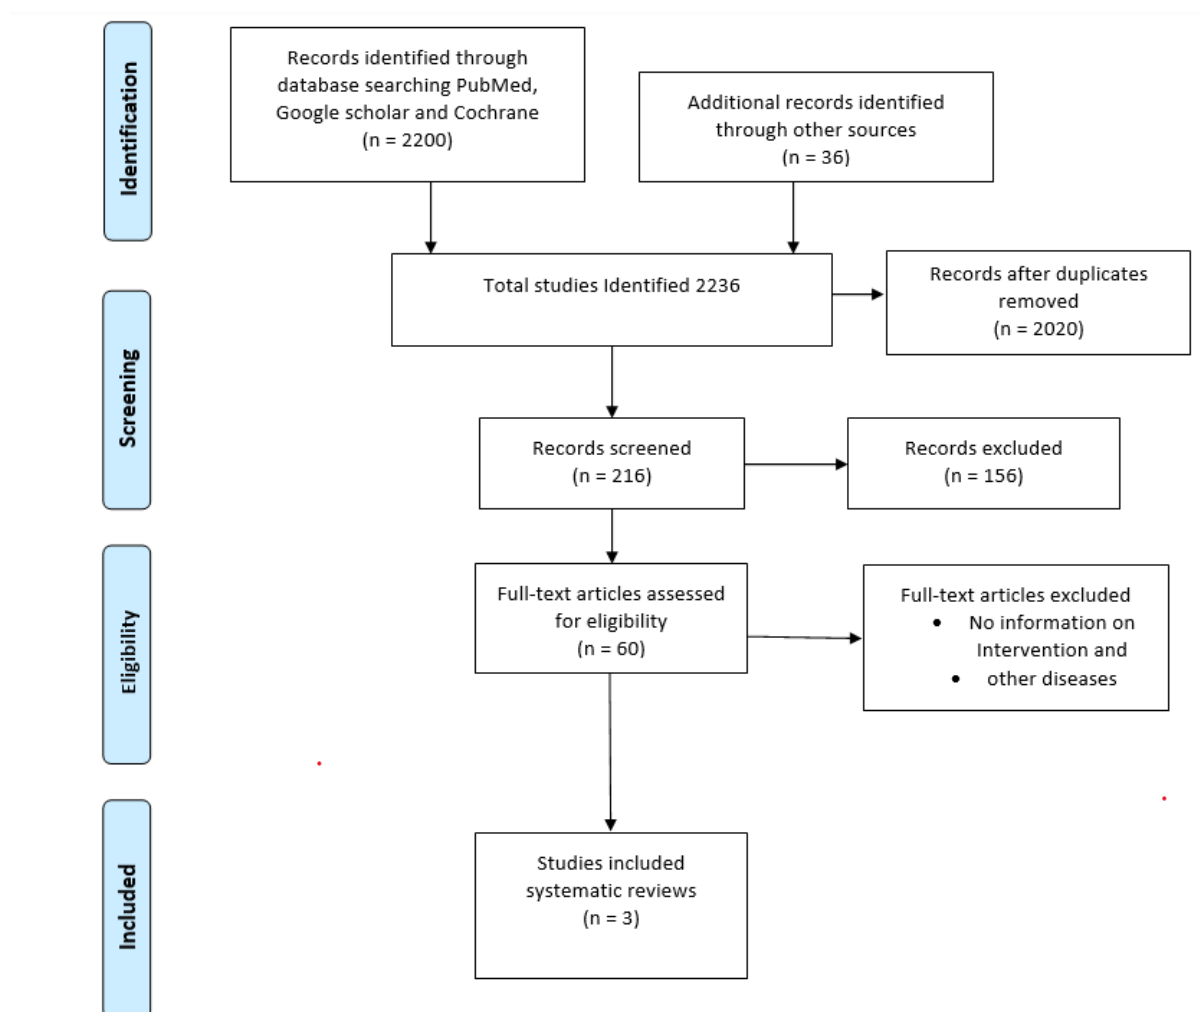 Identification
Records identified through
database searching PubMed,
Google scholar and Cochrane
(n = 2200)
Additional records identified
through other sources
(n = 36)
Total studies Identified 2236
Records after duplicates
removed
(n = 2020)
Screening
Records screened
(n = 216)
Records excluded
(n = 156)
Eligibility
Full-text articles assessed
for eligibility
(n = 60)
Full-text articles excluded
• No information on
Intervention and
• other diseases
Included
Studies included
systematic reviews
(n = 3)